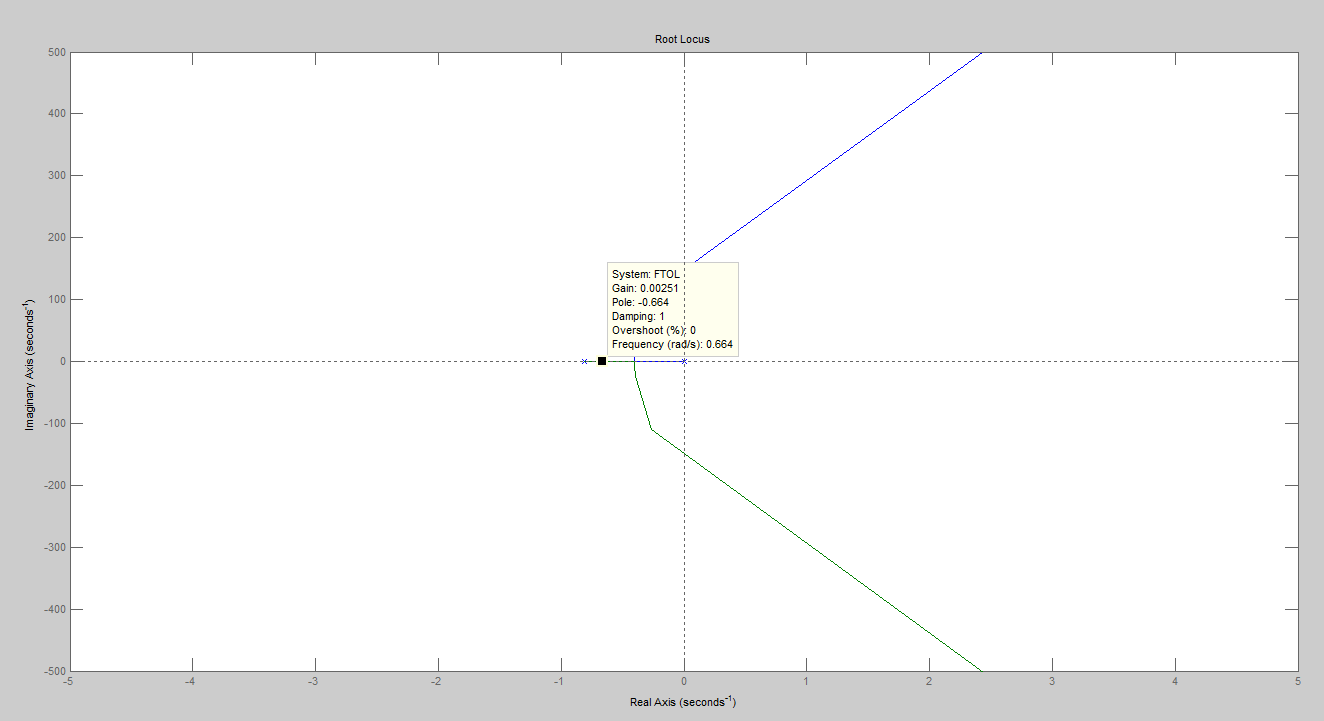 Root Locus
500
400
300
200
100
0
-100
-200
-300
-400
-500
Imaginary Axis (seconds⁻¹)
System: FTOL
Gain: 0.00251
Pole: -0.664
Damping: 1
Overshoot (%): 0
Frequency (rad/s): 0.664
-5 -4 -3 -2 -1 0 1 2 3 4 5
Real Axis (seconds⁻¹)